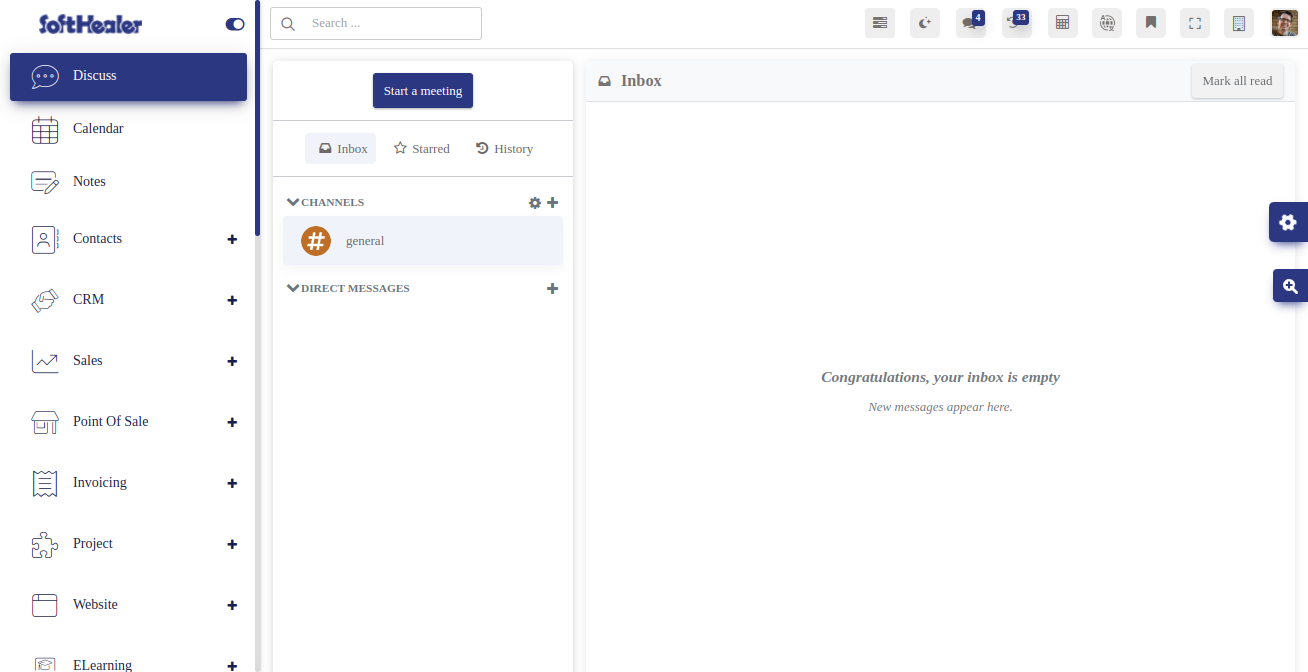 SoftHealer
Search ...
4
33
Discuss
Calendar
Notes
Contacts
CRM
Sales
Point Of Sale
Invoicing
Project
Website
ELearning
Start a meeting
Inbox
Starred
History
CHANNELS
general
DIRECT MESSAGES
Inbox
Mark all read
Congratulations, your inbox is empty
New messages appear here.